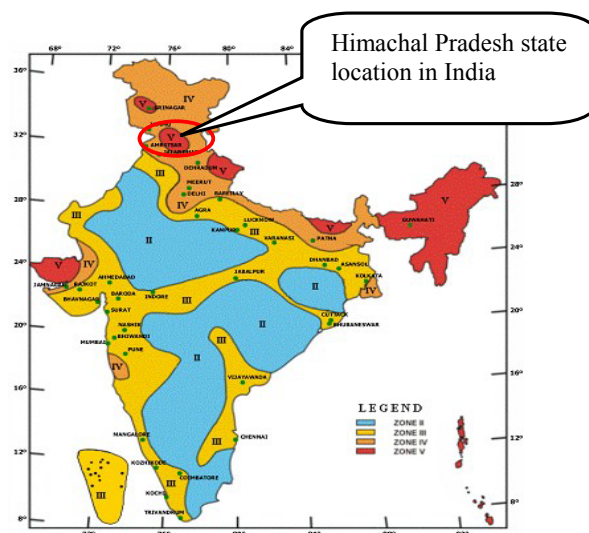 Himachal Pradesh state
location in India
68° 72 76° 84°
36°
IV
V
SRINAGAR
32°
V
AMRITSAR
DEHRADUN
V
III
MEERUT
DELHI
IV
BAREILLY
28°
28°
V
III
AGRA
LUCKNOW
KANPUR
III
V
GUWAHATI
II
VARANASI
PATNA
24°
24°
IV
V
AHMEDABAD
DHANBAD
ASANSOL
JABALPUR
II
KOLKATA
IV
JAMNAGAR
RAJKOT
BARODA
INDORE
III
BHAVNAGAR
SURAT
20°
20°
CUTTACK
BHUBANESWAR
NASHIK
BHIWANDI
MUMBAI
PUNE
II
III
II
IV
16°
16°
VIJAYAWADA
LEGEND
ZONE II
ZONE III
ZONE IV
ZONE V
12°
12°
MANGALORE
III
CHENNAI
KOZHIKODE
COIMBATORE
III
III
KOCHI
8°
8°
TRIVANDRUM